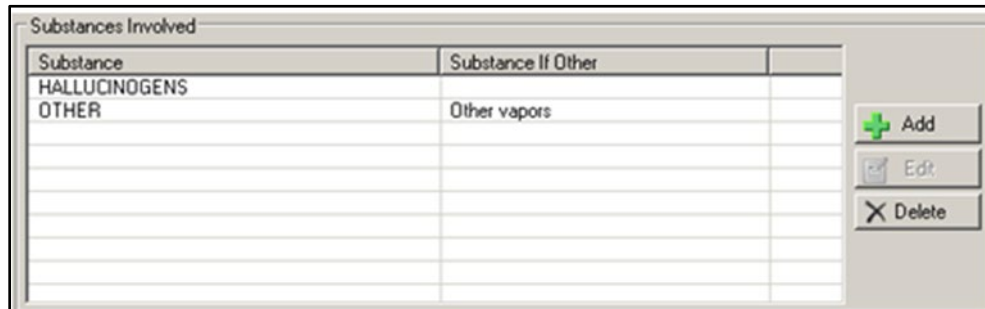 Substances Involved
Substance Substance If Other
HALLUCINOGENS
OTHER Other vapors
Add
Edit
Delete